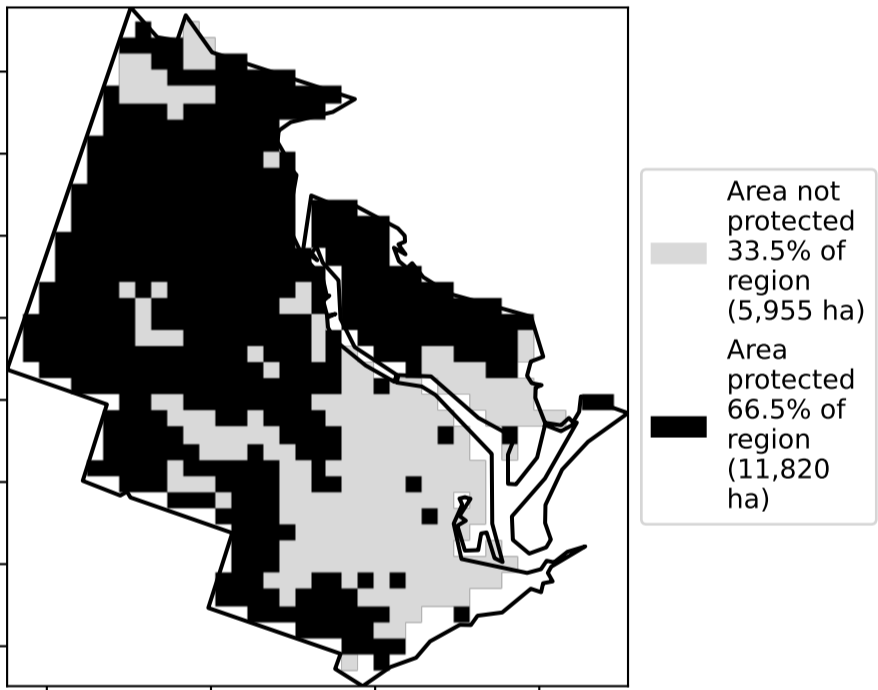 Area not
protected
33.5% of
region
(5,955 ha)
Area
protected
66.5% of
region
(11,820
ha)